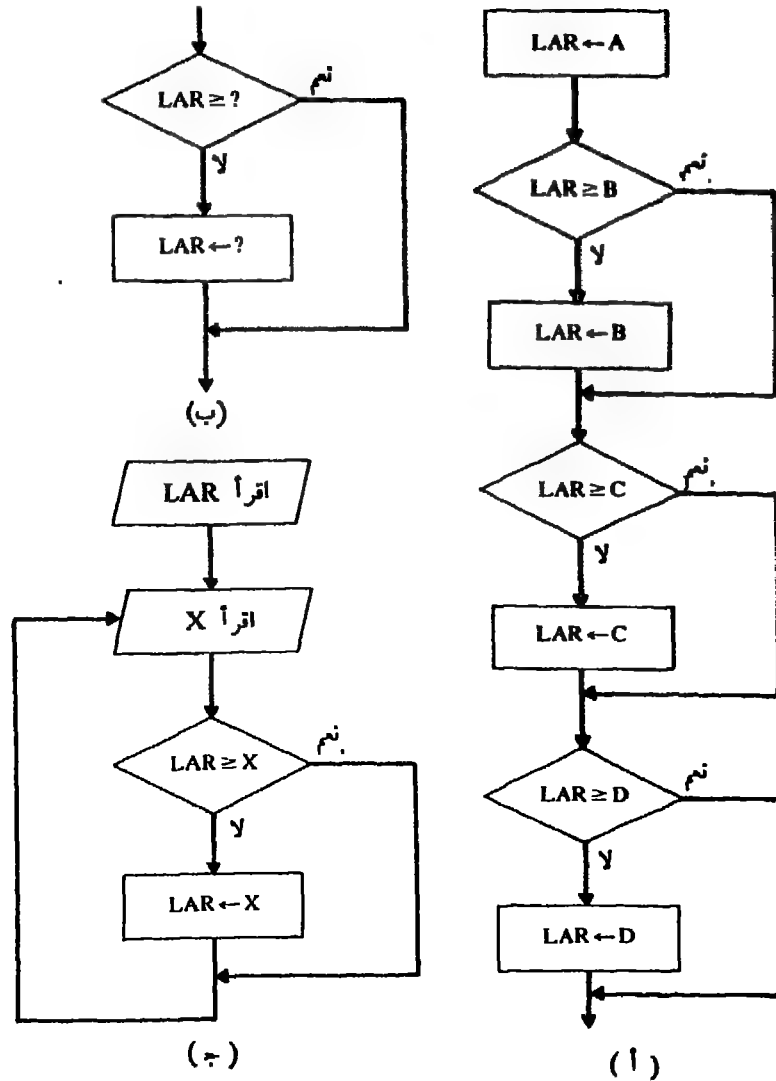 LAR ← A
LAR ≥ B
نعم
لا
LAR ← B
LAR ≥ C
نعم
لا
LAR ← C
LAR ≥ D
نعم
لا
LAR ← D
(أ)
LAR ≥ ?
نعم
لا
LAR ← ?
(ب)
اقرأ LAR
اقرأ X
LAR ≥ X
نعم
لا
LAR ← X
(ج)